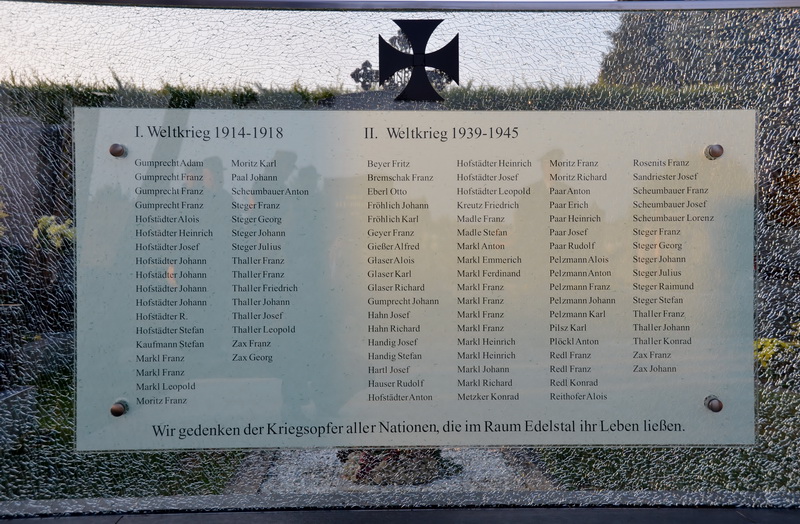 I. Weltkrieg 1914-1918
Gumprecht Adam
Gumprecht Franz
Gumprecht Franz
Gumprecht Franz
Hofstädter Alois
Hofstädter Heinrich
Hofstädter Josef
Hofstädter Johann
Hofstädter Johann
Hofstädter Johann
Hofstädter Johann
Hofstädter R.
Hofstädter Stefan
Kaufmann Stefan
Markl Franz
Markl Franz
Markl Leopold
Moritz Franz
Moritz Karl
Paal Johann
Scheumbauer Anton
Steger Franz
Steger Georg
Steger Johann
Steger Julius
Thaller Franz
Thaller Franz
Thaller Friedrich
Thaller Johann
Thaller Josef
Thaller Leopold
Zax Franz
Zax Georg
II. Weltkrieg 1939-1945
Beyer Fritz
Bremschak Franz
Eberl Otto
Fröhlich Johann
Fröhlich Karl
Geyer Franz
Gießer Alfred
Glaser Alois
Glaser Karl
Glaser Richard
Gumprecht Johann
Hahn Josef
Hahn Richard
Handig Josef
Handig Stefan
Hartl Josef
Hauser Rudolf
Hofstädter Anton
Hofstädter Heinrich
Hofstädter Josef
Hofstädter Leopold
Kreutz Friedrich
Madle Franz
Madle Stefan
Markl Anton
Markl Emmerich
Markl Ferdinand
Markl Franz
Markl Franz
Markl Franz
Markl Franz
Markl Heinrich
Markl Heinrich
Markl Johann
Markl Richard
Metzker Konrad
Moritz Franz
Moritz Richard
Paar Anton
Paar Erich
Paar Heinrich
Paar Josef
Paar Rudolf
Pelzmann Alois
Pelzmann Anton
Pelzmann Franz
Pelzmann Johann
Pelzmann Karl
Pilsz Karl
Plöckl Anton
Redl Franz
Redl Franz
Redl Konrad
Reithofer Alois
Rosenits Franz
Sandriester Josef
Scheumbauer Franz
Scheumbauer Josef
Scheumbauer Lorenz
Steger Franz
Steger Georg
Steger Johann
Steger Julius
Steger Raimund
Steger Stefan
Thaller Franz
Thaller Johann
Thaller Konrad
Zax Franz
Zax Johann
Wir gedenken der Kriegsopfer aller Nationen, die im Raum Edelstal ihr Leben ließen.